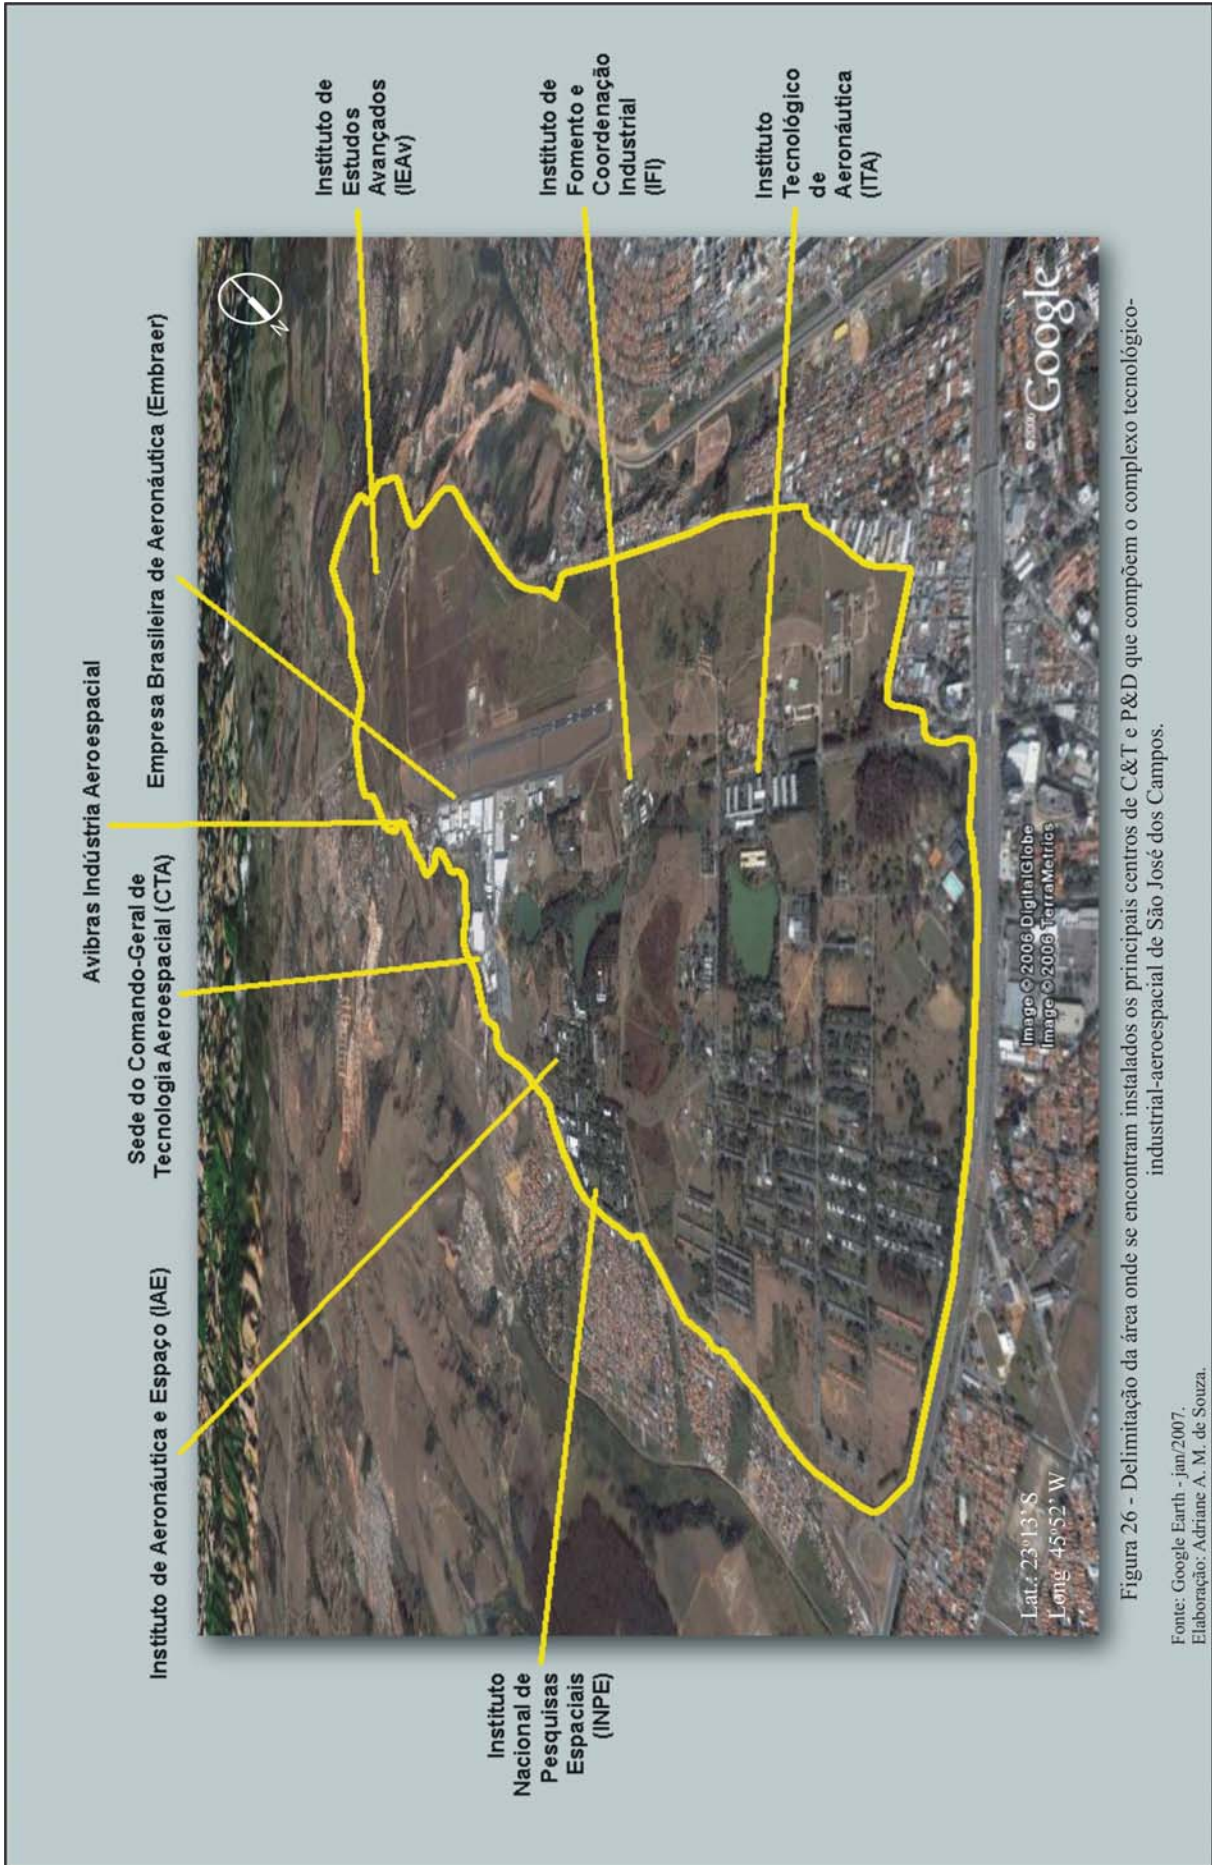 Avibras Indústria Aeroespacial
Sede do Comando-Geral de
Tecnologia Aeroespacial (CTA)
Instituto de Aeronáutica e Espaço (IAE)
Empresa Brasileira de Aeronáutica (Embraer)
Instituto de
Estudos
Avançados
(IEAv)
Instituto de
Fomento e
Coordenação
Industrial
(IFI)
Instituto
Tecnológico
de
Aeronáutica
(ITA)
Instituto
Nacional de
Pesquisas
Espaciais
(INPE)
N
Lat.: 23°13' S
Long: 45°52' W
Image © 2006 DigitalGlobe
Image © 2006 TerraMetrics
© 2006
Google
Figura 26 - Delimitação da área onde se encontram instalados os principais centros de C&T e P&D que compõem o complexo tecnológico-
industrial-aeroespacial de São José dos Campos.
Fonte: Google Earth - jan/2007.
Elaboração: Adriane A. M. de Souza.